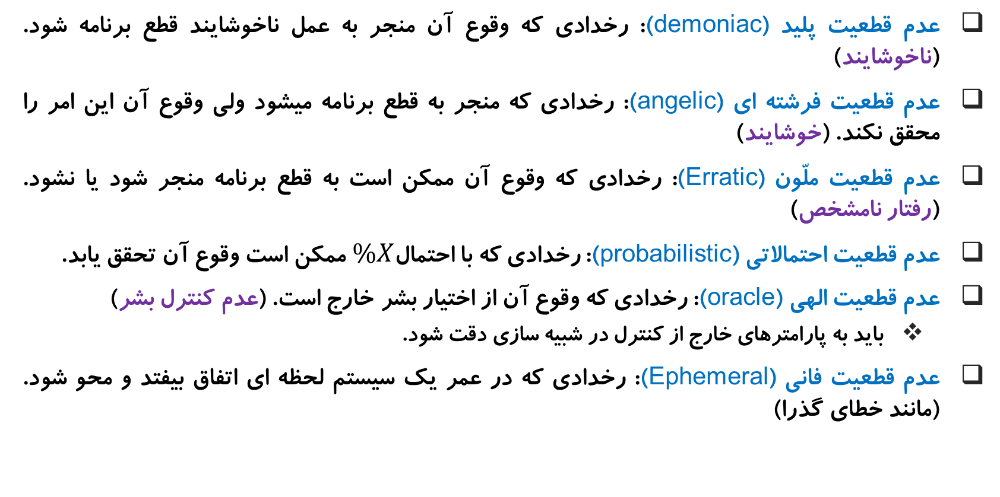 ❑ عدم قطعیت پلید (demoniac): رخدادی که وقوع آن منجر به عمل ناخوشایند قطع برنامه شود.
(ناخوشایند)
❑ عدم قطعیت فرشته ای (angelic): رخدادی که منجر به قطع برنامه میشود ولی وقوع آن این امر را
محقق نکند. (خوشایند)
❑ عدم قطعیت ملّون (Erratic): رخدادی که وقوع آن ممکن است به قطع برنامه منجر شود یا نشود.
(رفتار نامشخص)
❑ عدم قطعیت احتمالاتی (probabilistic): رخدادی که با احتمال X% ممکن است وقوع آن تحقق یابد.
❑ عدم قطعیت الهی (oracle): رخدادی که وقوع آن از اختیار بشر خارج است. (عدم کنترل بشر)
❖ باید به پارامترهای خارج از کنترل در شبیه سازی دقت شود.
❑ عدم قطعیت فانی (Ephemeral): رخدادی که در عمر یک سیستم لحظه ای اتفاق بیفتد و محو شود.
(مانند خطای گذرا)